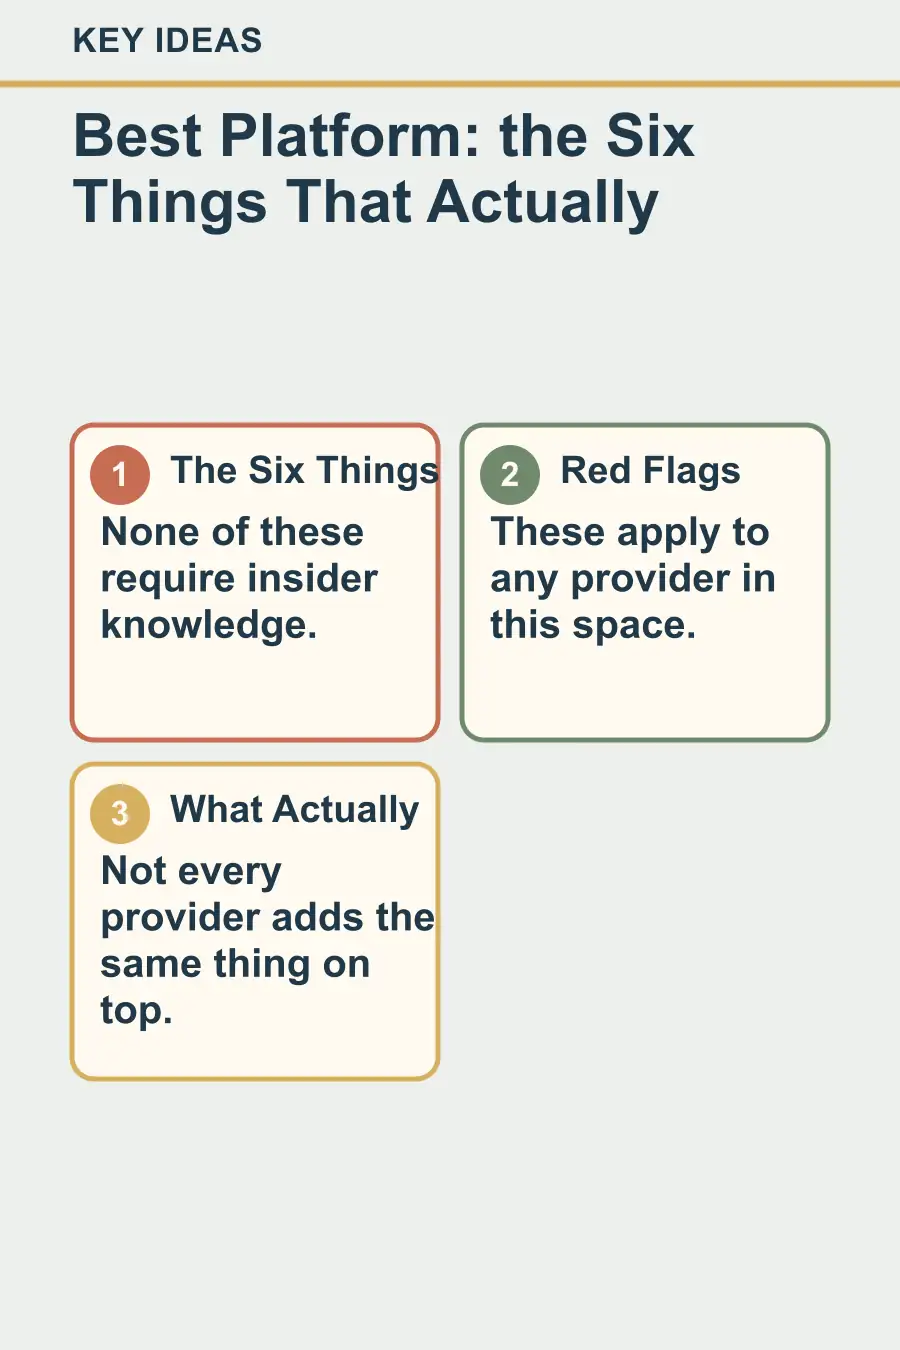 KEY IDEAS
Best Platform: the Six
Things That Actually
1
The Six Things
None of these
require insider
knowledge.
2
Red Flags
These apply to
any provider in
this space.
3
What Actually
Not every
provider adds the
same thing on
top.